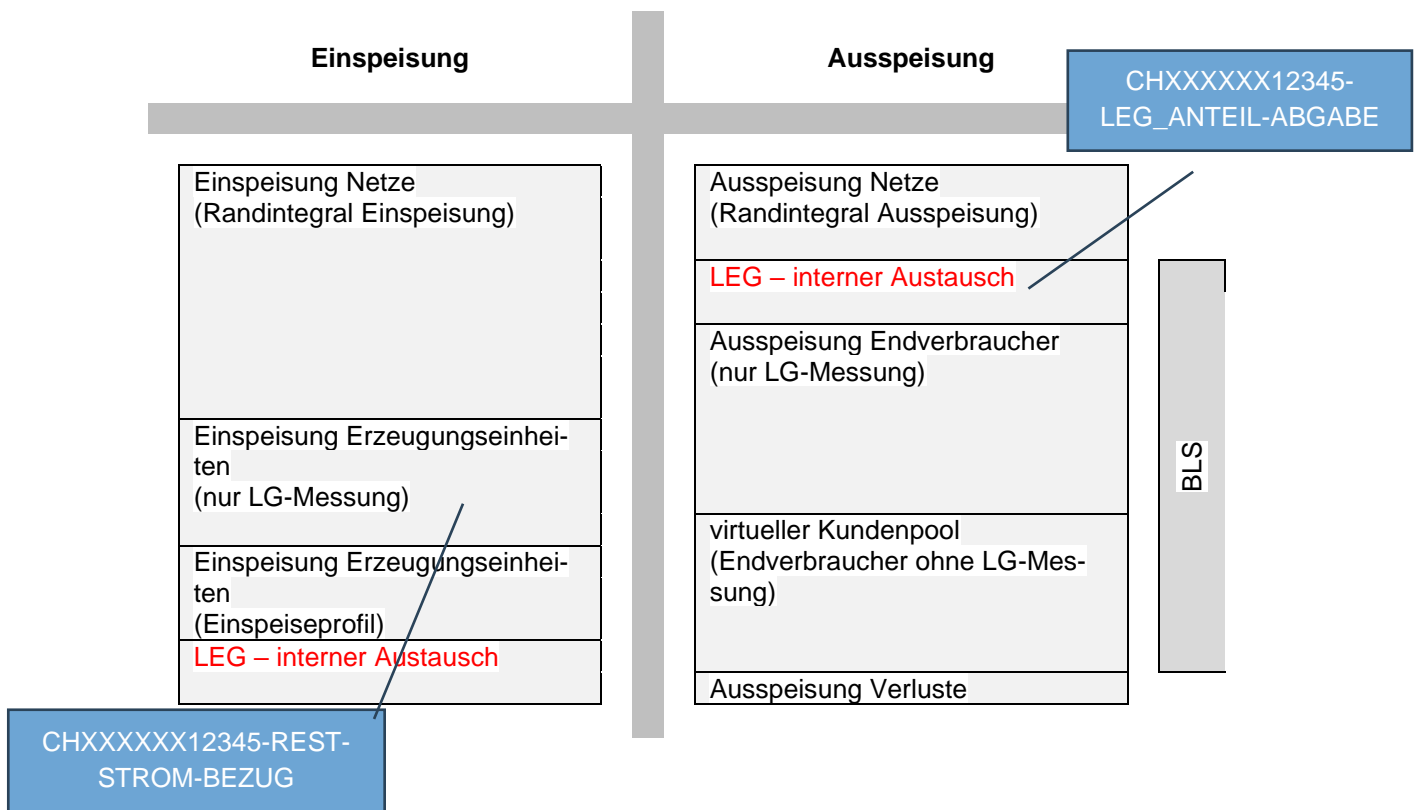 Einspeisung
Ausspeisung
CHXXXXXX12345-
LEG_ANTEIL-ABGABE
Einspeisung Netze
(Randintegral Einspeisung)
Einspeisung Erzeugungseinhei-
ten
(nur LG-Messung)
Einspeisung Erzeugungseinhei-
ten
(Einspeiseprofil)
LEG – interner Austausch
CHXXXXXX12345-REST-
STROM-BEZUG
Ausspeisung Netze
(Randintegral Ausspeisung)
LEG – interner Austausch
Ausspeisung Endverbraucher
(nur LG-Messung)
virtueller Kundenpool
(Endverbraucher ohne LG-Mes-
sung)
Ausspeisung Verluste
BLS